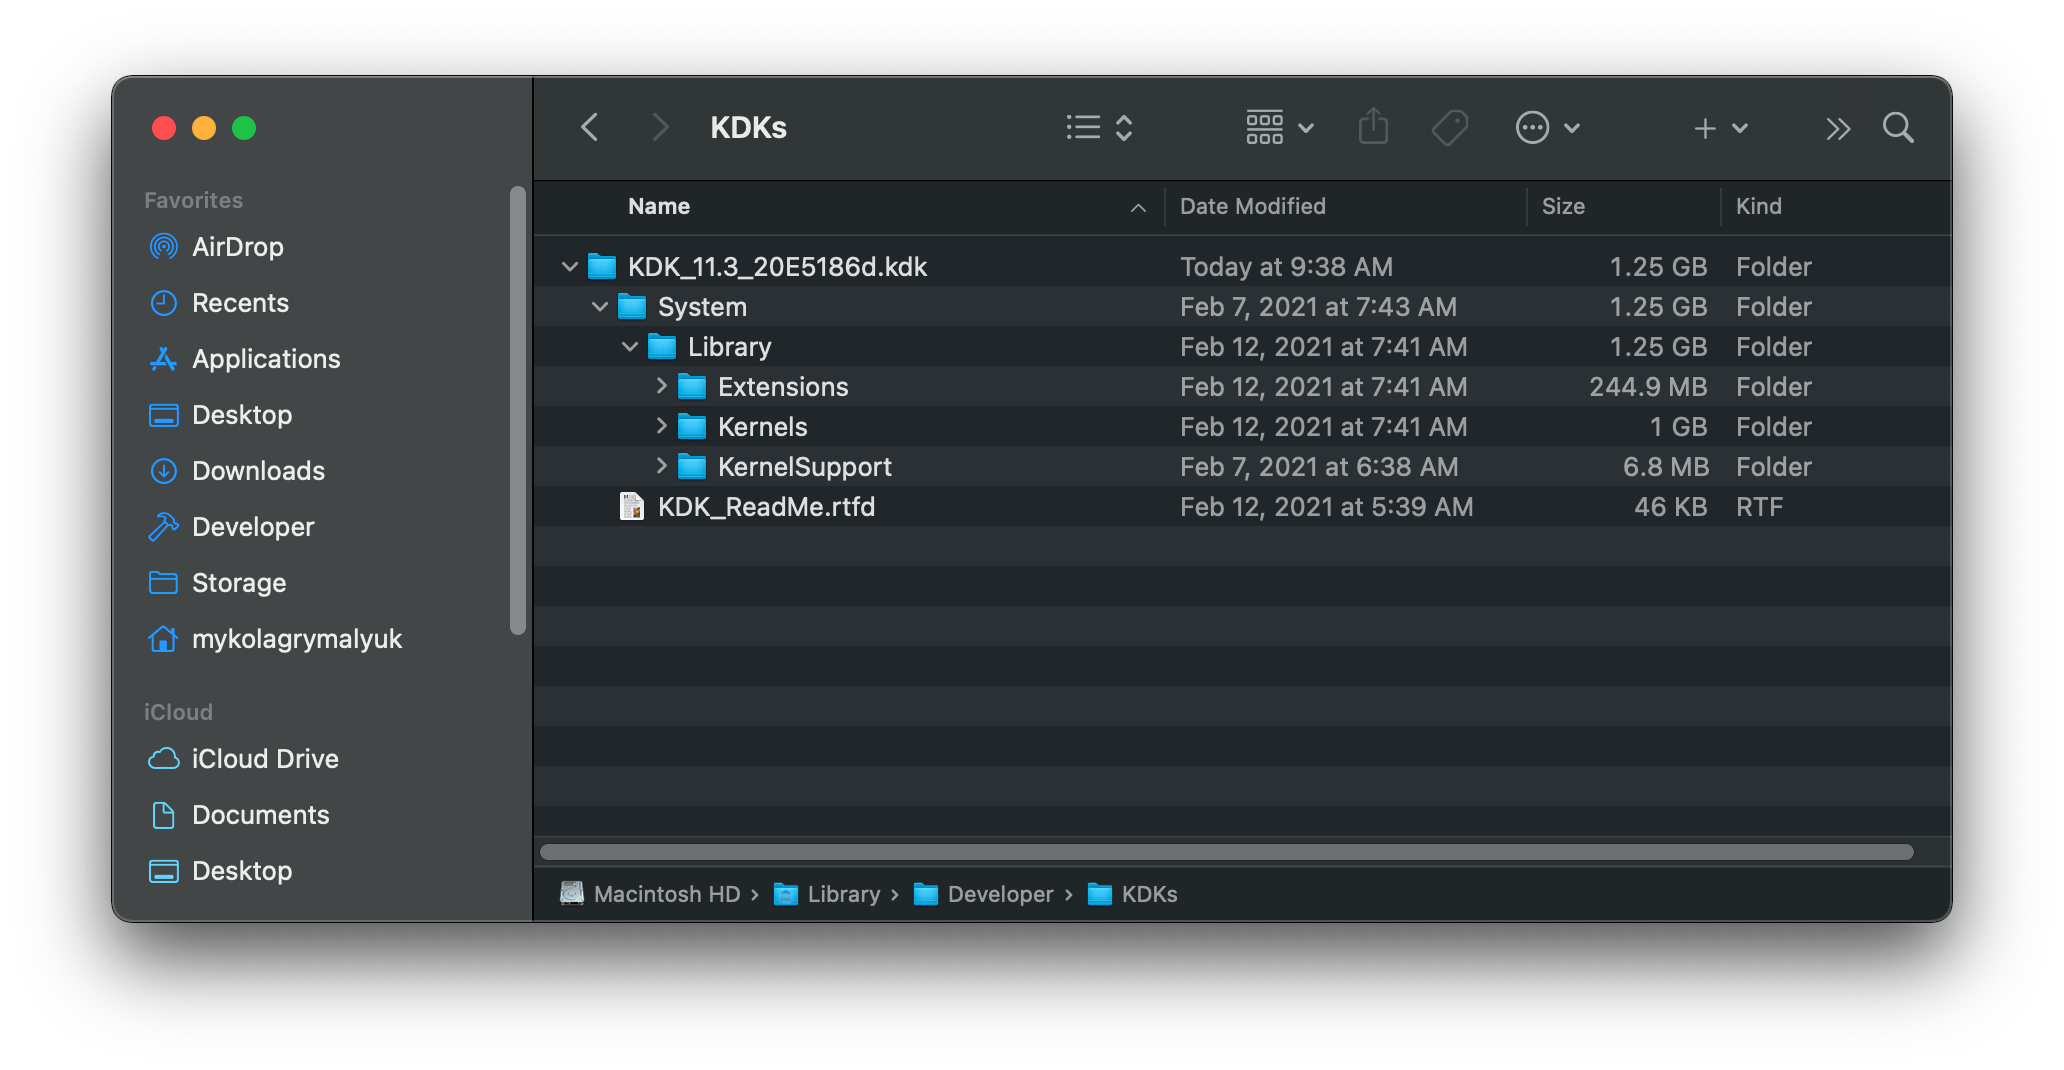 KDKs
Favorites
AirDrop
Recents
Applications
Desktop
Downloads
Developer
Storage
mykolagrymalyuk
iCloud
iCloud Drive
Documents
Desktop
Name Date Modified Size Kind
KDK_11.3_20E5186d.kdk Today at 9:38 AM 1.25 GB Folder
System Feb 7, 2021 at 7:43 AM 1.25 GB Folder
Library Feb 12, 2021 at 7:41 AM 1.25 GB Folder
Extensions Feb 12, 2021 at 7:41 AM 244.9 MB Folder
Kernels Feb 12, 2021 at 7:41 AM 1 GB Folder
KernelSupport Feb 7, 2021 at 6:38 AM 6.8 MB Folder
KDK_ReadMe.rtfd Feb 12, 2021 at 5:39 AM 46 KB RTF
Macintosh HD › Library › Developer › KDKs